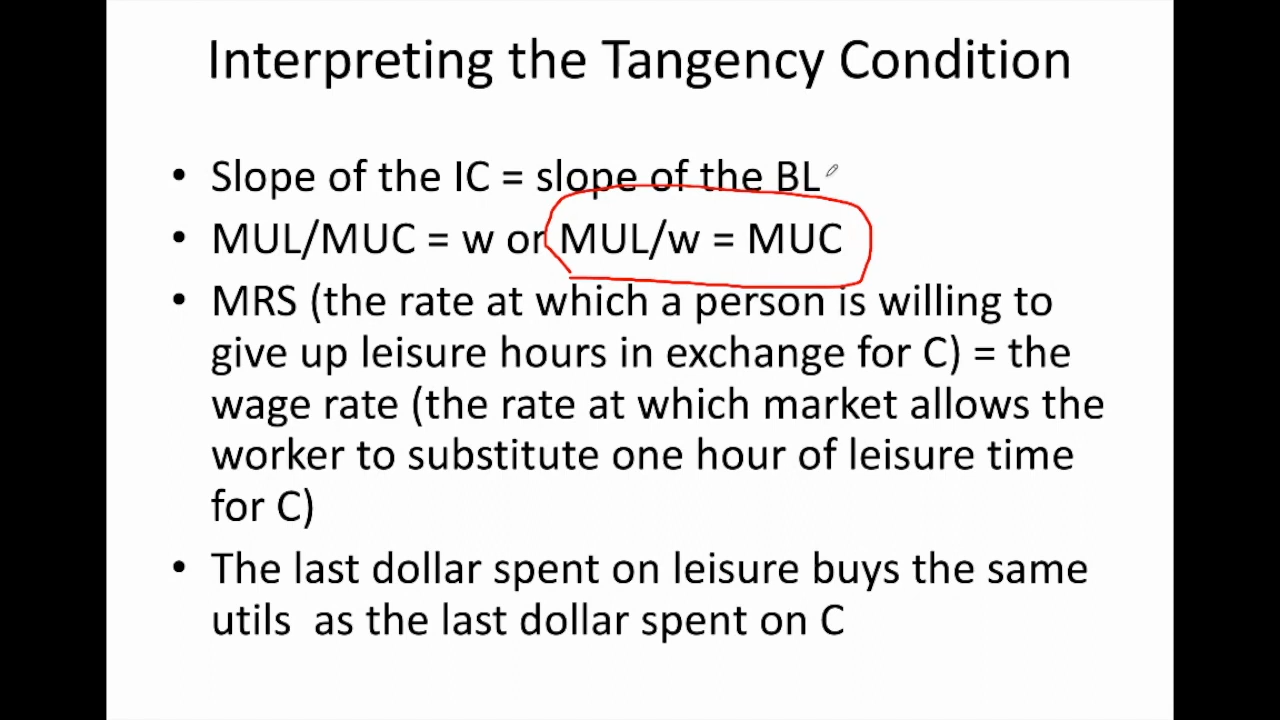 Interpreting the Tangency Condition
• Slope of the IC = slope of the BL
• MUL/MUC = w or MUL/w = MUC
• MRS (the rate at which a person is willing to
give up leisure hours in exchange for C) = the
wage rate (the rate at which market allows the
worker to substitute one hour of leisure time
for C)
• The last dollar spent on leisure buys the same
utils  as the last dollar spent on C